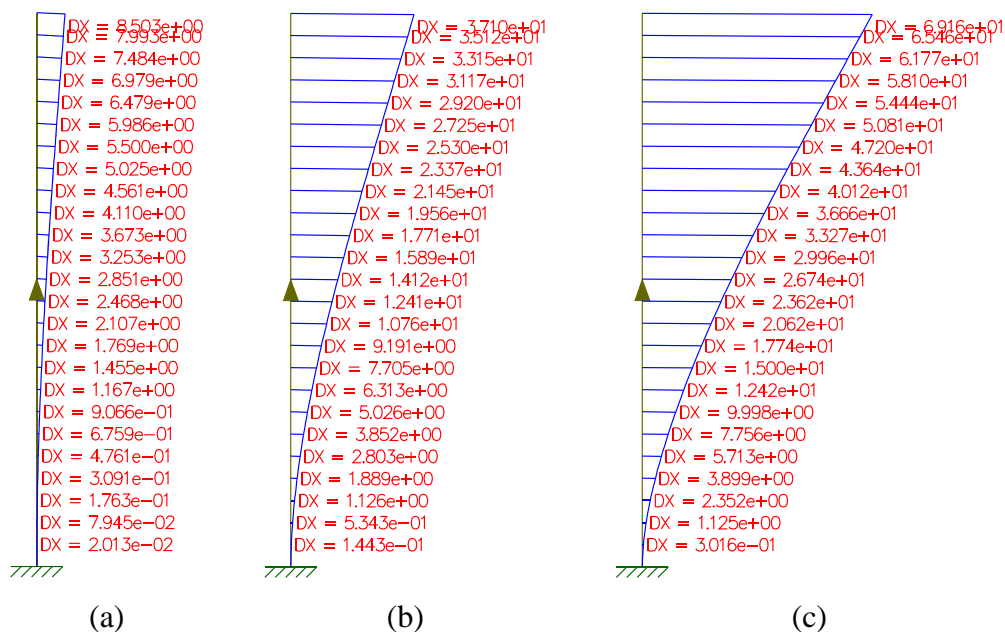 DX = 8.503e+00
DX = 7.993e+00
DX = 7.484e+00
DX = 6.979e+00
DX = 6.479e+00
DX = 5.986e+00
DX = 5.500e+00
DX = 5.025e+00
DX = 4.561e+00
DX = 4.110e+00
DX = 3.673e+00
DX = 3.253e+00
DX = 2.851e+00
DX = 2.468e+00
DX = 2.107e+00
DX = 1.769e+00
DX = 1.455e+00
DX = 1.167e+00
DX = 9.066e-01
DX = 6.759e-01
DX = 4.761e-01
DX = 3.091e-01
DX = 1.763e-01
DX = 7.945e-02
DX = 2.013e-02
(a)
DX = 3.710e+01
DX = 3.512e+01
DX = 3.315e+01
DX = 3.117e+01
DX = 2.920e+01
DX = 2.725e+01
DX = 2.530e+01
DX = 2.337e+01
DX = 2.145e+01
DX = 1.956e+01
DX = 1.771e+01
DX = 1.589e+01
DX = 1.412e+01
DX = 1.241e+01
DX = 1.076e+01
DX = 9.191e+00
DX = 7.705e+00
DX = 6.313e+00
DX = 5.026e+00
DX = 3.852e+00
DX = 2.803e+00
DX = 1.889e+00
DX = 1.126e+00
DX = 5.343e-01
DX = 1.443e-01
(b)
DX = 6.916e+01
DX = 6.546e+01
DX = 6.177e+01
DX = 5.810e+01
DX = 5.444e+01
DX = 5.081e+01
DX = 4.720e+01
DX = 4.364e+01
DX = 4.012e+01
DX = 3.666e+01
DX = 3.327e+01
DX = 2.996e+01
DX = 2.674e+01
DX = 2.362e+01
DX = 2.062e+01
DX = 1.774e+01
DX = 1.500e+01
DX = 1.242e+01
DX = 9.998e+00
DX = 7.756e+00
DX = 5.713e+00
DX = 3.899e+00
DX = 2.352e+00
DX = 1.125e+00
DX = 3.016e-01
(c)